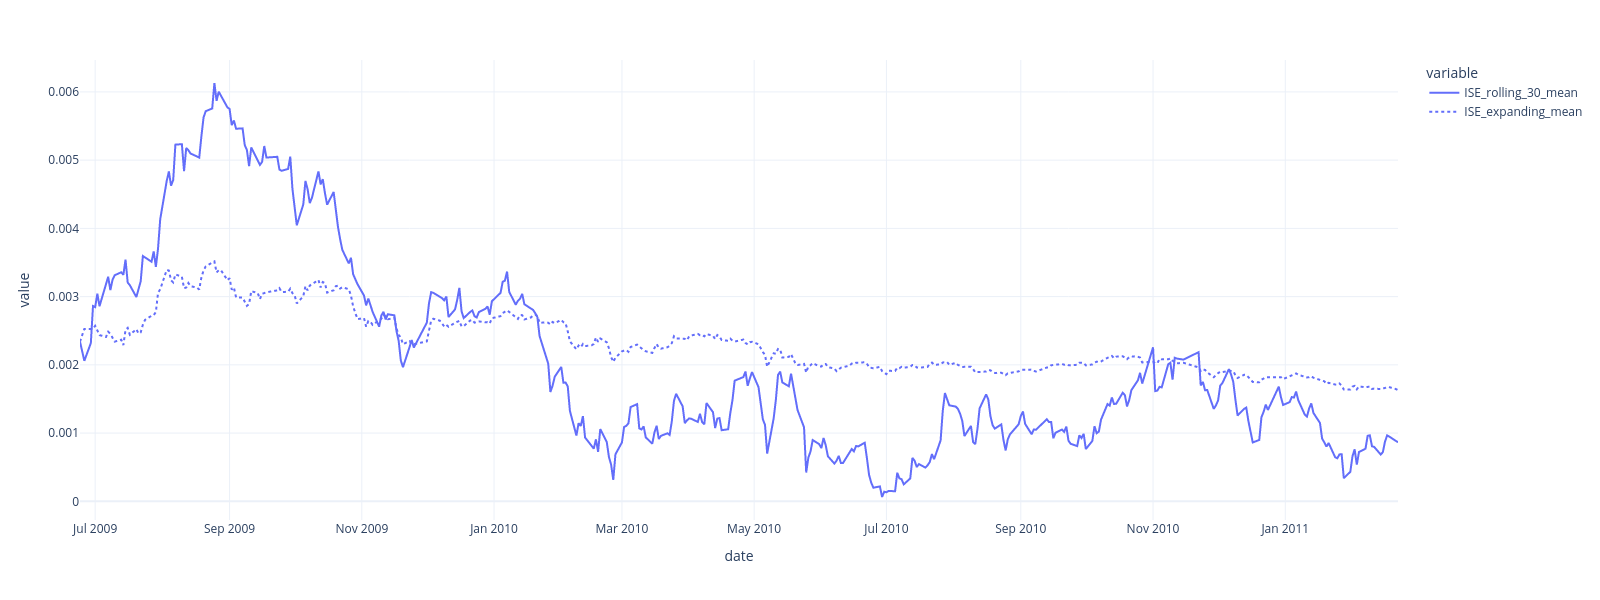 variable
ISE_rolling_30_mean
ISE_expanding_mean
value
0.006
0.005
0.004
0.003
0.002
0.001
0
Jul 2009
Sep 2009
Nov 2009
Jan 2010
Mar 2010
May 2010
Jul 2010
Sep 2010
Nov 2010
Jan 2011
date